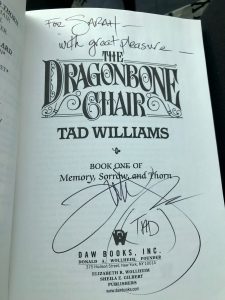 FOR SARAH—
with great pleasure—
THE
DRAGONBONE
CHAIR
TAD WILLIAMS
BOOK ONE OF
Memory, Sorrow, and Thorn
(TAD)
DAW BOOKS, INC.
DONALD A. WOLLHEIM, FOUNDER
375 Hudson Street, New York, NY 10014
ELIZABETH R. WOLLHEIM
SHEILA E. GILBERT
PUBLISHERS
www.dawbooks.com